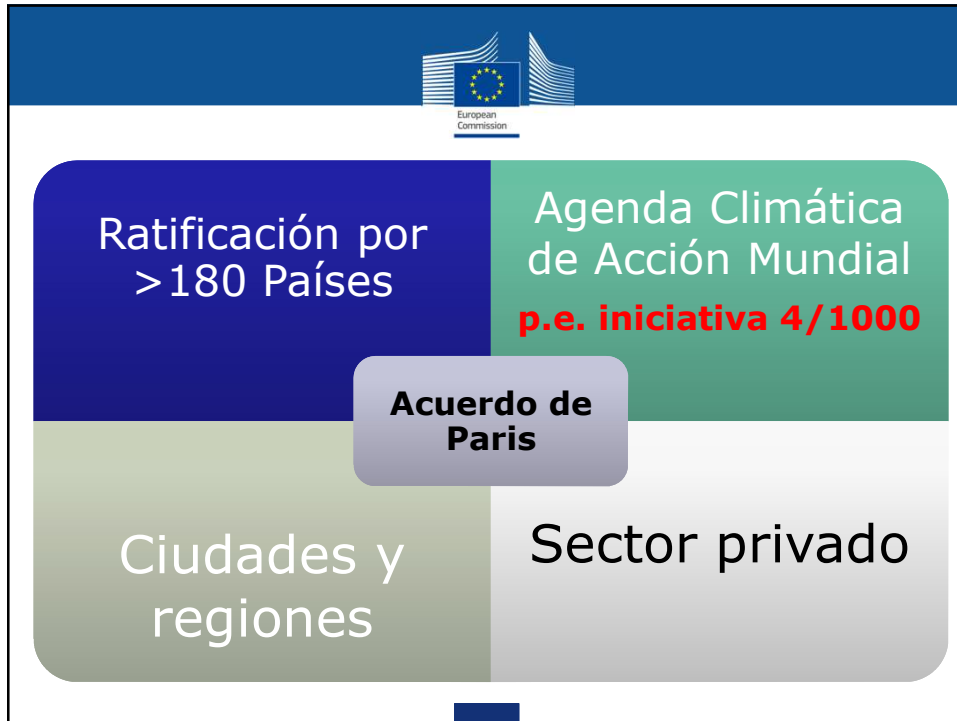 European
Commission
Ratificación por
>180 Países
Agenda Climática
de Acción Mundial
p.e. iniciativa 4/1000
Acuerdo de
Paris
Ciudades y
regiones
Sector privado